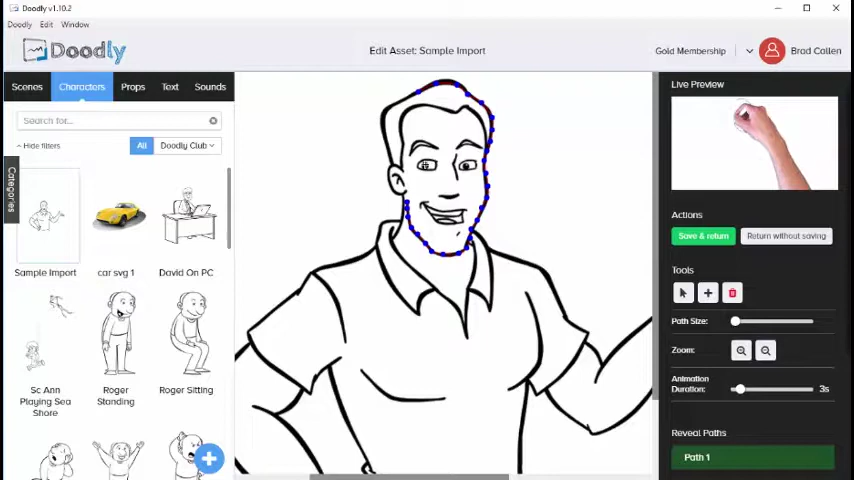 Doodly v1.10.2
Doodly Edit Window
Doodly
Edit Asset: Sample Import
Gold Membership
Brad Callen
Scenes Characters Props Text Sounds
Search for...
Hide filters
All
Doodly Club
Categories
Sample Import
car svg 1
David On PC
Sc Ann
Playing Sea
Shore
Roger
Standing
Roger Sitting
Live Preview
Actions
Save & return
Return without saving
Tools
Path Size:
Zoom:
Animation
Duration:
3s
Reveal Paths
Path 1